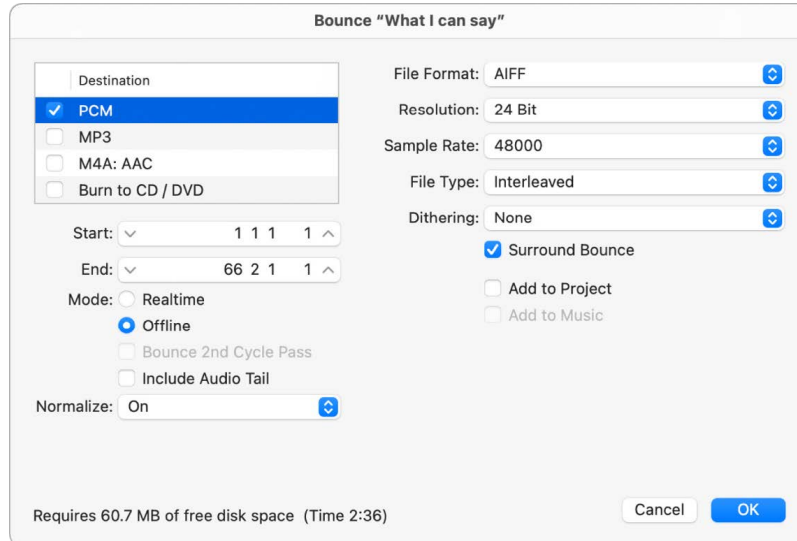 Bounce “What I can say”
Destination
PCM
MP3
M4A: AAC
Burn to CD / DVD
Start: 1 1 1 1
End: 66 2 1 1
Mode: Realtime
Offline
Bounce 2nd Cycle Pass
Include Audio Tail
Normalize: On
File Format: AIFF
Resolution: 24 Bit
Sample Rate: 48000
File Type: Interleaved
Dithering: None
Surround Bounce
Add to Project
Add to Music
Requires 60.7 MB of free disk space (Time 2:36)
Cancel OK